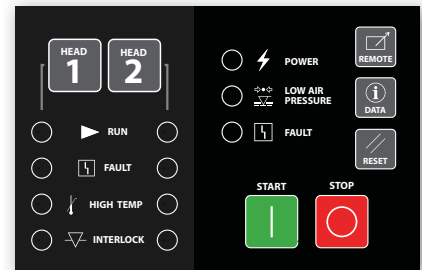 HEAD
1
HEAD
2
RUN
FAULT
HIGH TEMP
INTERLOCK
POWER
LOW AIR
PRESSURE
FAULT
REMOTE
DATA
RESET
START
STOP